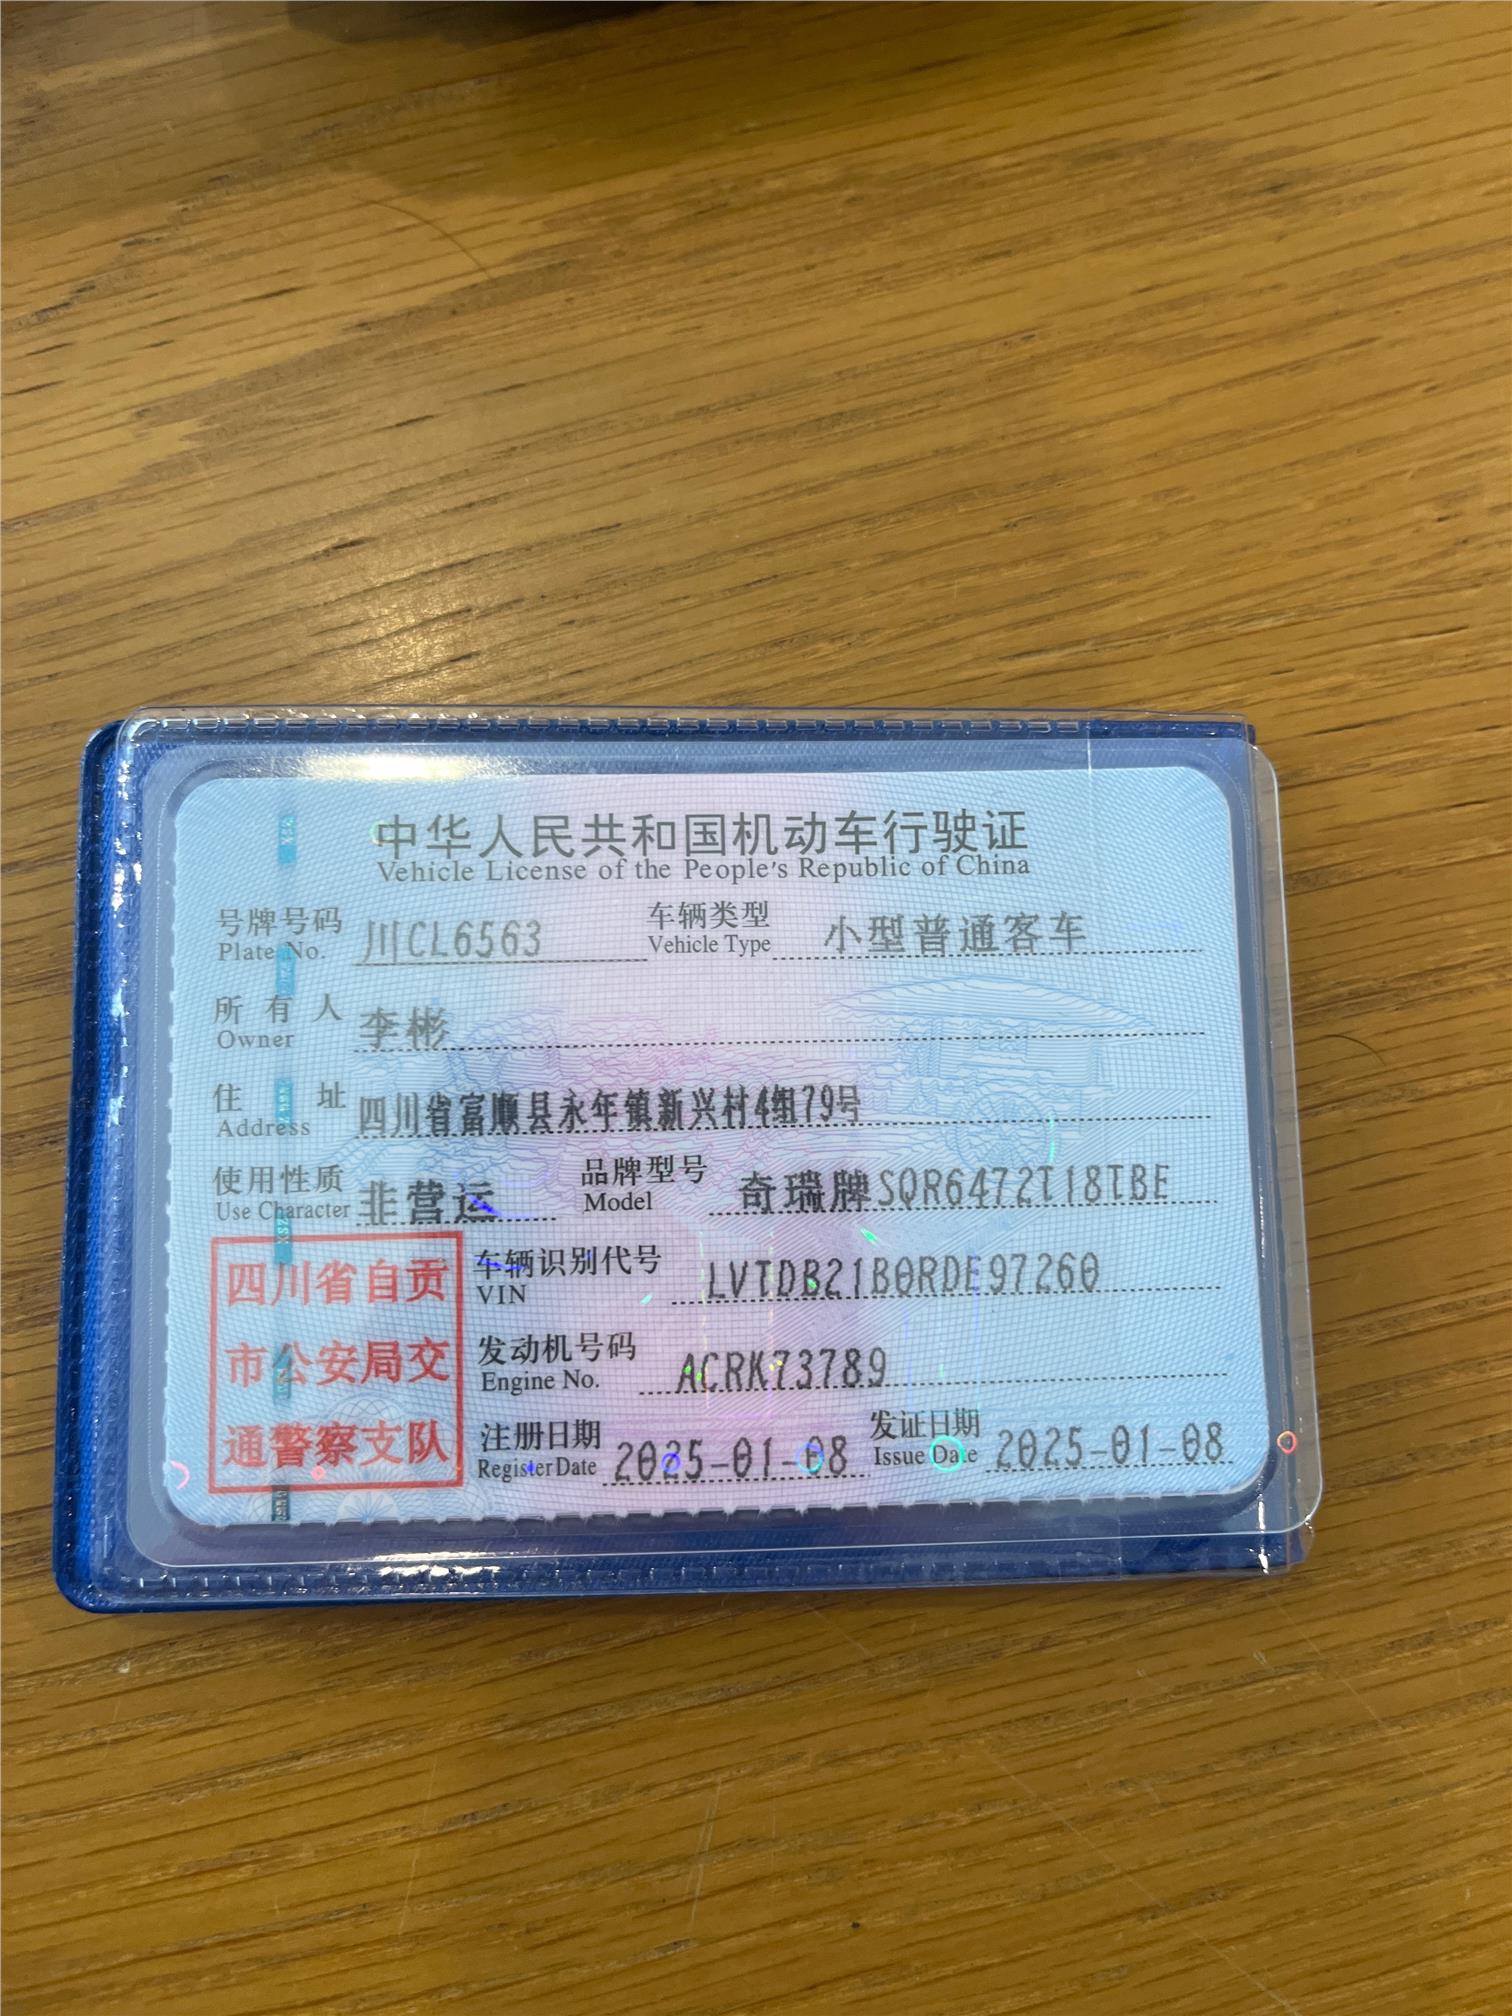 中华人民共和国机动车行驶证
Vehicle License of the People's Republic of China
号牌号码 川CL6563 车辆类型 小型普通客车
Plate No. Vehicle Type
所有人 李彬
Owner
住址 四川省富顺县永年镇新兴村4组79号
Address
使用性质 非营运 品牌型号 奇瑞牌SQR6472T18TBE
Use Character Model
四川省自贡
市公安局交
通警察支队
车辆识别代号 LVTDB21B0RDE97260
VIN
发动机号码 ACRK73789
Engine No.
注册日期 2025-01-08 发证日期 2025-01-08
Register Date Issue Date